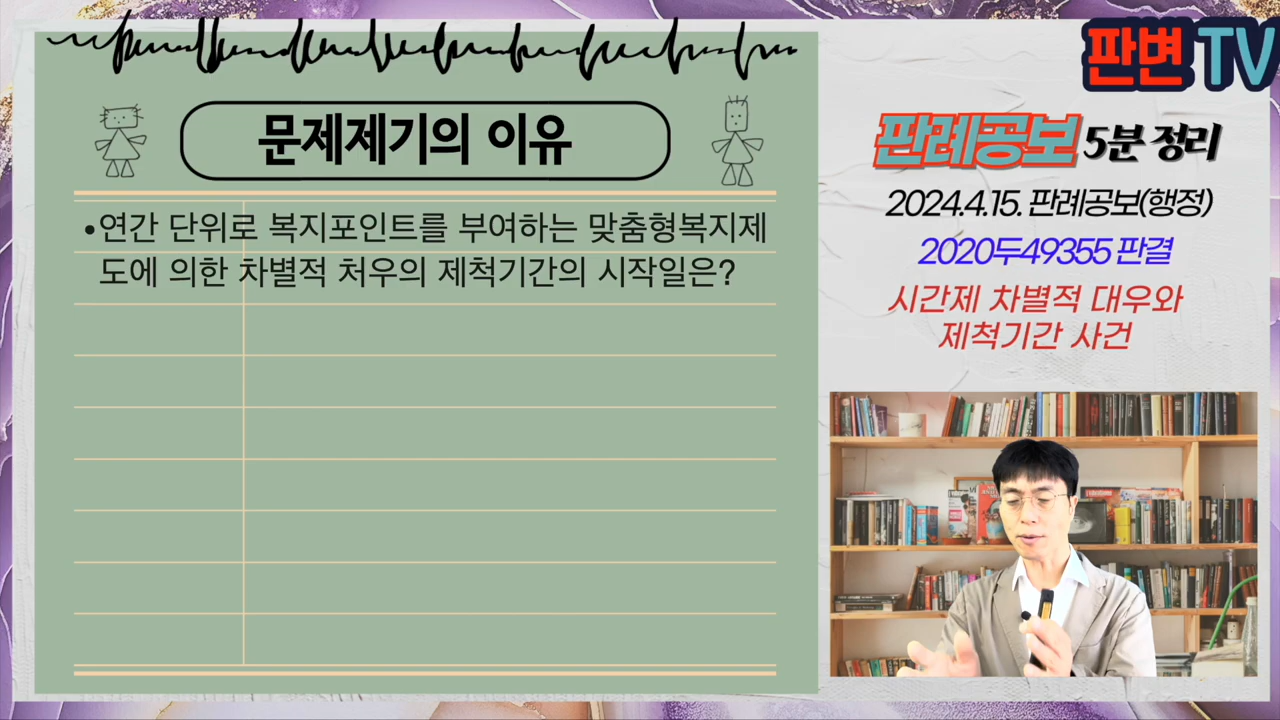 문제제기의 이유
•연간 단위로 복지포인트를 부여하는 맞춤형복지제
도에 의한 차별적 처우의 제척기간의 시작일은?
판변 TV
판례공보 5분 정리
2024.4.15. 판례공보(행정)
2020두49355 판결
시간제 차별적 대우와
제척기간 사건